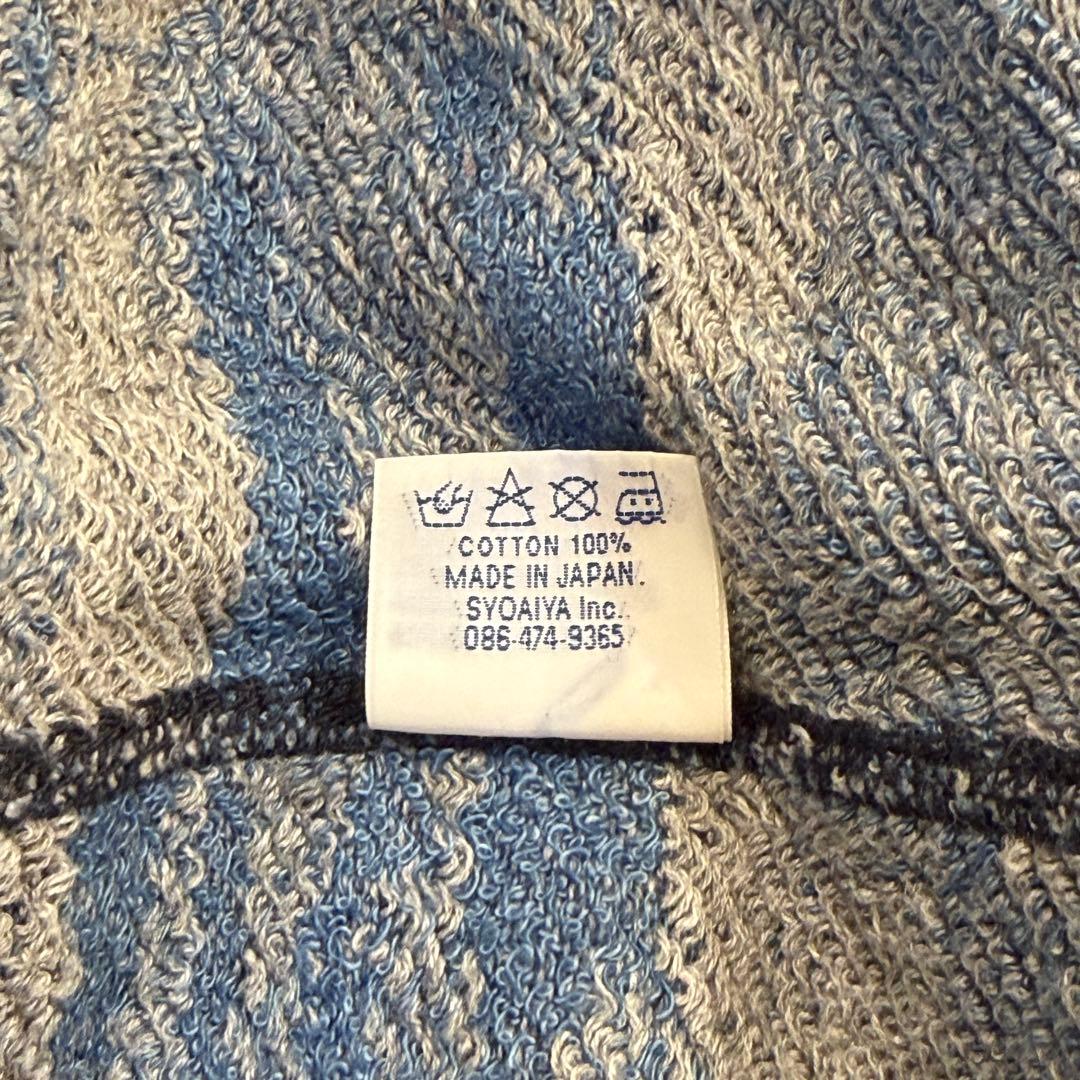 COTTON 100%
MADE IN JAPAN.
SYOAIYA Inc.
086-474-9365